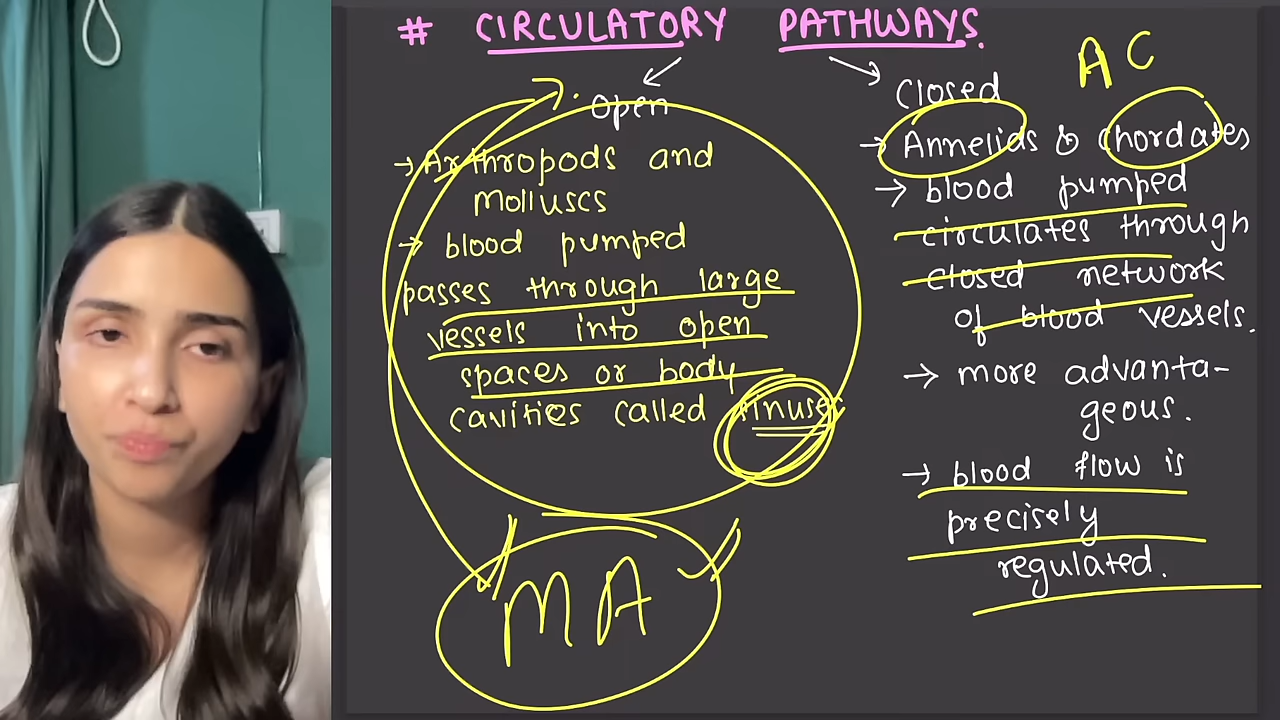 # CIRCULATORY PATHWAYS.
Open
→ Arthropods and
Molluscs
→ blood pumped
passes through large
vessels into open
spaces or body
cavities called sinuses
MA
Closed
AC
→ Annelids & chordates
→ blood pumped
circulates through
closed network
of blood vessels.
→ more advanta-
geous.
→ blood flow is
precisely
regulated.